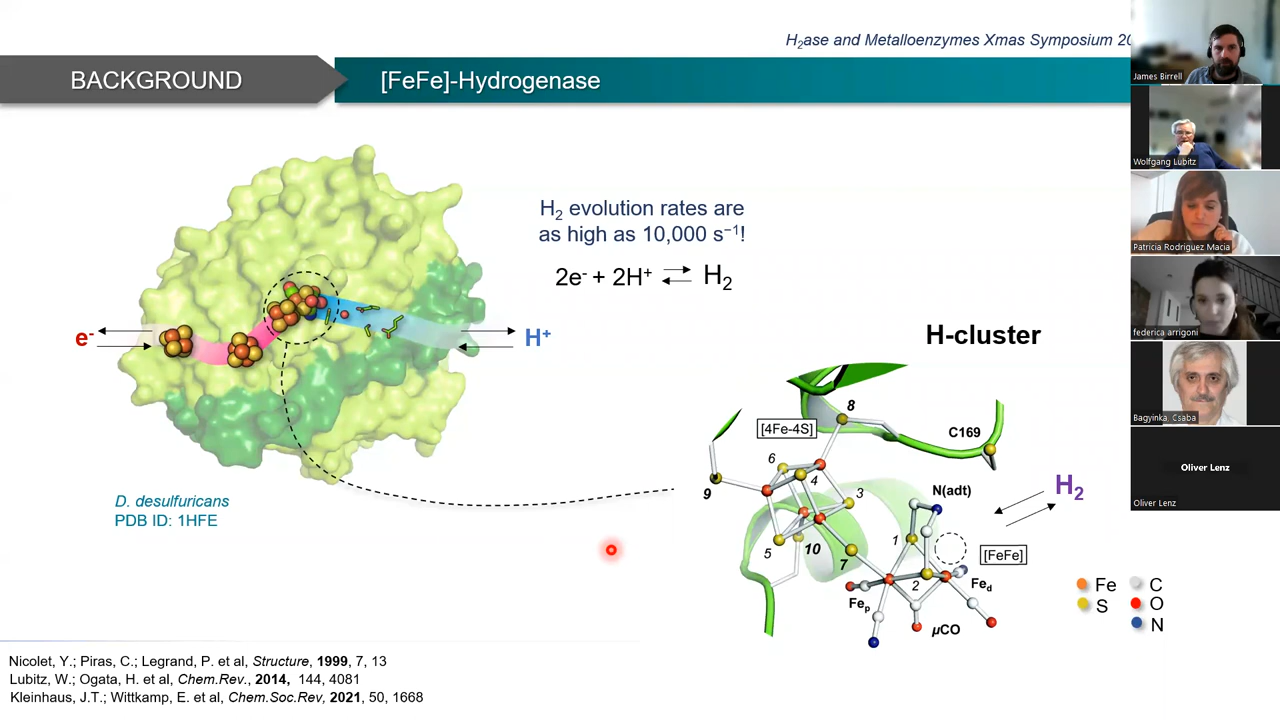 H2ase and Metalloenzymes Xmas Symposium 20
BACKGROUND
[FeFe]-Hydrogenase
H2 evolution rates are
as high as 10,000 s⁻¹!
2e- + 2H+ ⇌ H2
e-
H+
H-cluster
[4Fe-4S]
8
C169
6
4
9
3
N(adt)
H2
5
10
1
7
2
[FeFe]
Fed
Fep
μCO
Fe
C
S
O
N
D. desulfuricans
PDB ID: 1HFE
Nicolet, Y.; Piras, C.; Legrand, P. et al, Structure, 1999, 7, 13
Lubitz, W.; Ogata, H. et al, Chem.Rev., 2014, 144, 4081
Kleinhaus, J.T.; Wittkamp, E. et al, Chem.Soc.Rev, 2021, 50, 1668
James Birrell
Wolfgang Lubitz
Patricia Rodriguez Macia
federica arrigoni
Bagyinka. Csaba
Oliver Lenz
Oliver Lenz